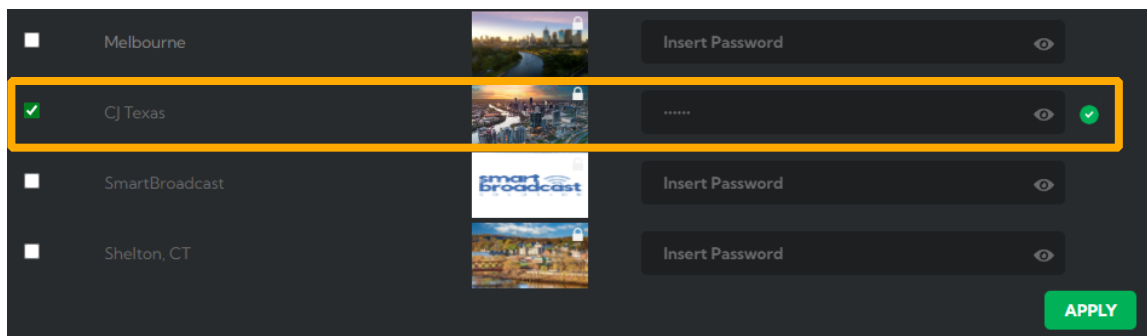 Melbourne Insert Password
CJ Texas ••••••
SmartBroadcast smart broadcast Insert Password
Shelton, CT Insert Password
APPLY